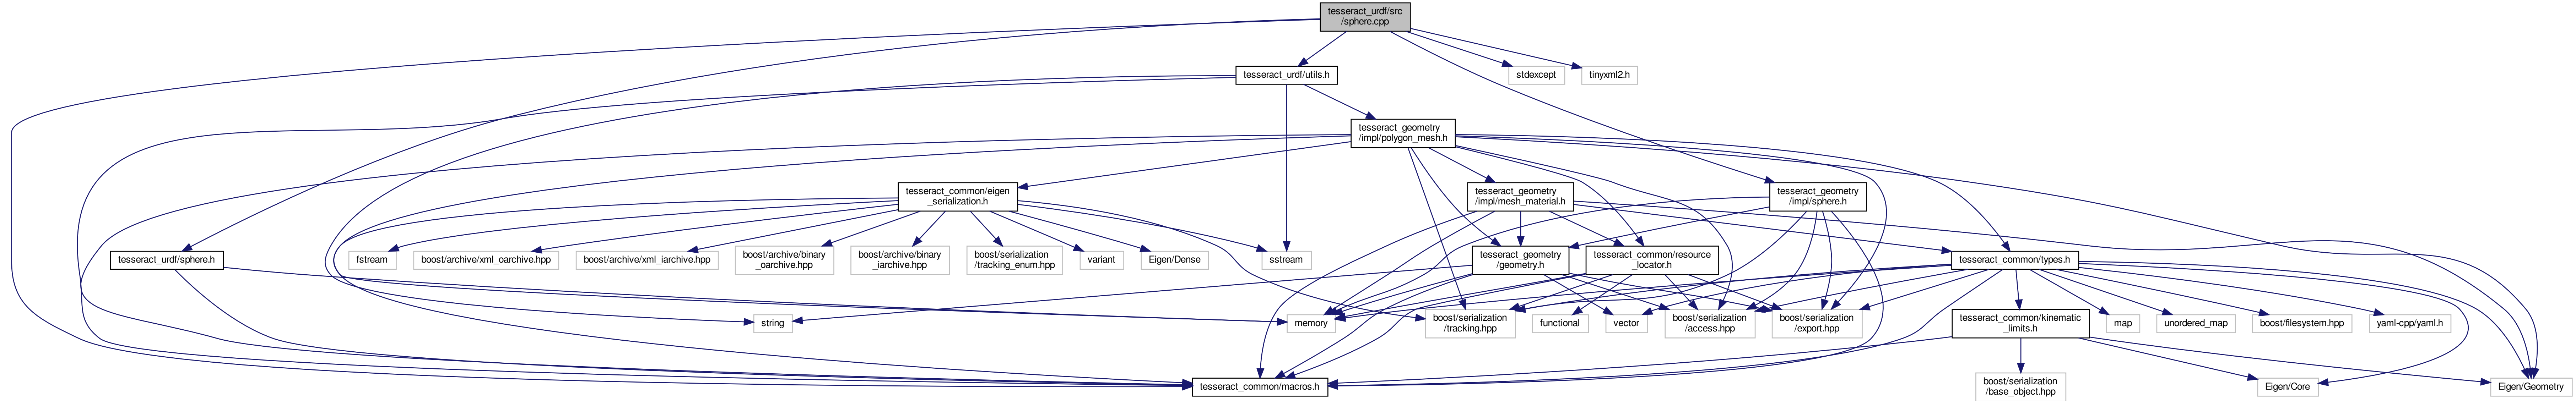 tesseract_urdf/src
/sphere.cpp
tesseract_urdf/utils.h
stdexcept
tinyxml2.h
tesseract_geometry
/impl/polygon_mesh.h
tesseract_common/eigen
_serialization.h
tesseract_geometry
/impl/mesh_material.h
tesseract_geometry
/impl/sphere.h
tesseract_urdf/sphere.h
fstream
boost/archive/xml_oarchive.hpp
boost/archive/xml_iarchive.hpp
boost/archive/binary
_oarchive.hpp
boost/archive/binary
_iarchive.hpp
boost/serialization
/tracking_enum.hpp
variant
Eigen/Dense
sstream
tesseract_geometry
/geometry.h
tesseract_common/resource
_locator.h
tesseract_common/types.h
string
memory
boost/serialization
/tracking.hpp
functional
vector
boost/serialization
/access.hpp
boost/serialization
/export.hpp
tesseract_common/kinematic
_limits.h
map
unordered_map
boost/filesystem.hpp
yaml-cpp/yaml.h
tesseract_common/macros.h
boost/serialization
/base_object.hpp
Eigen/Core
Eigen/Geometry